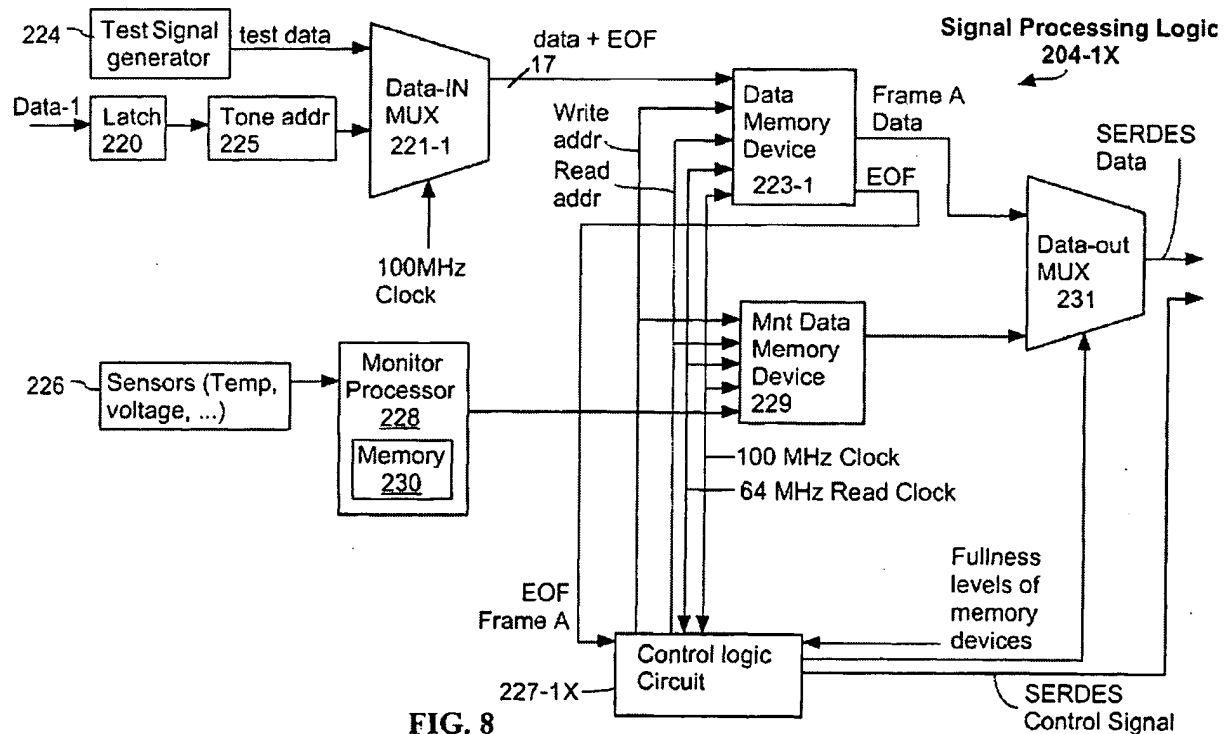 224
Test Signal
generator
test data
Data-1
Latch
220
Tone addr
225
Data-IN
MUX
221-1
100MHz
Clock
data + EOF
17
Write
addr
Read
addr
Data
Memory
Device
223-1
Frame A
Data
EOF
Signal Processing Logic
204-1X
SERDES
Data
Data-out
MUX
231
226
Sensors (Temp,
voltage, ...)
Monitor
Processor
228
Memory
230
Mnt Data
Memory
Device
229
100 MHz Clock
64 MHz Read Clock
EOF
Frame A
Fullness
levels of
memory
devices
Control logic
Circuit
227-1X
SERDES
Control Signal
FIG. 8